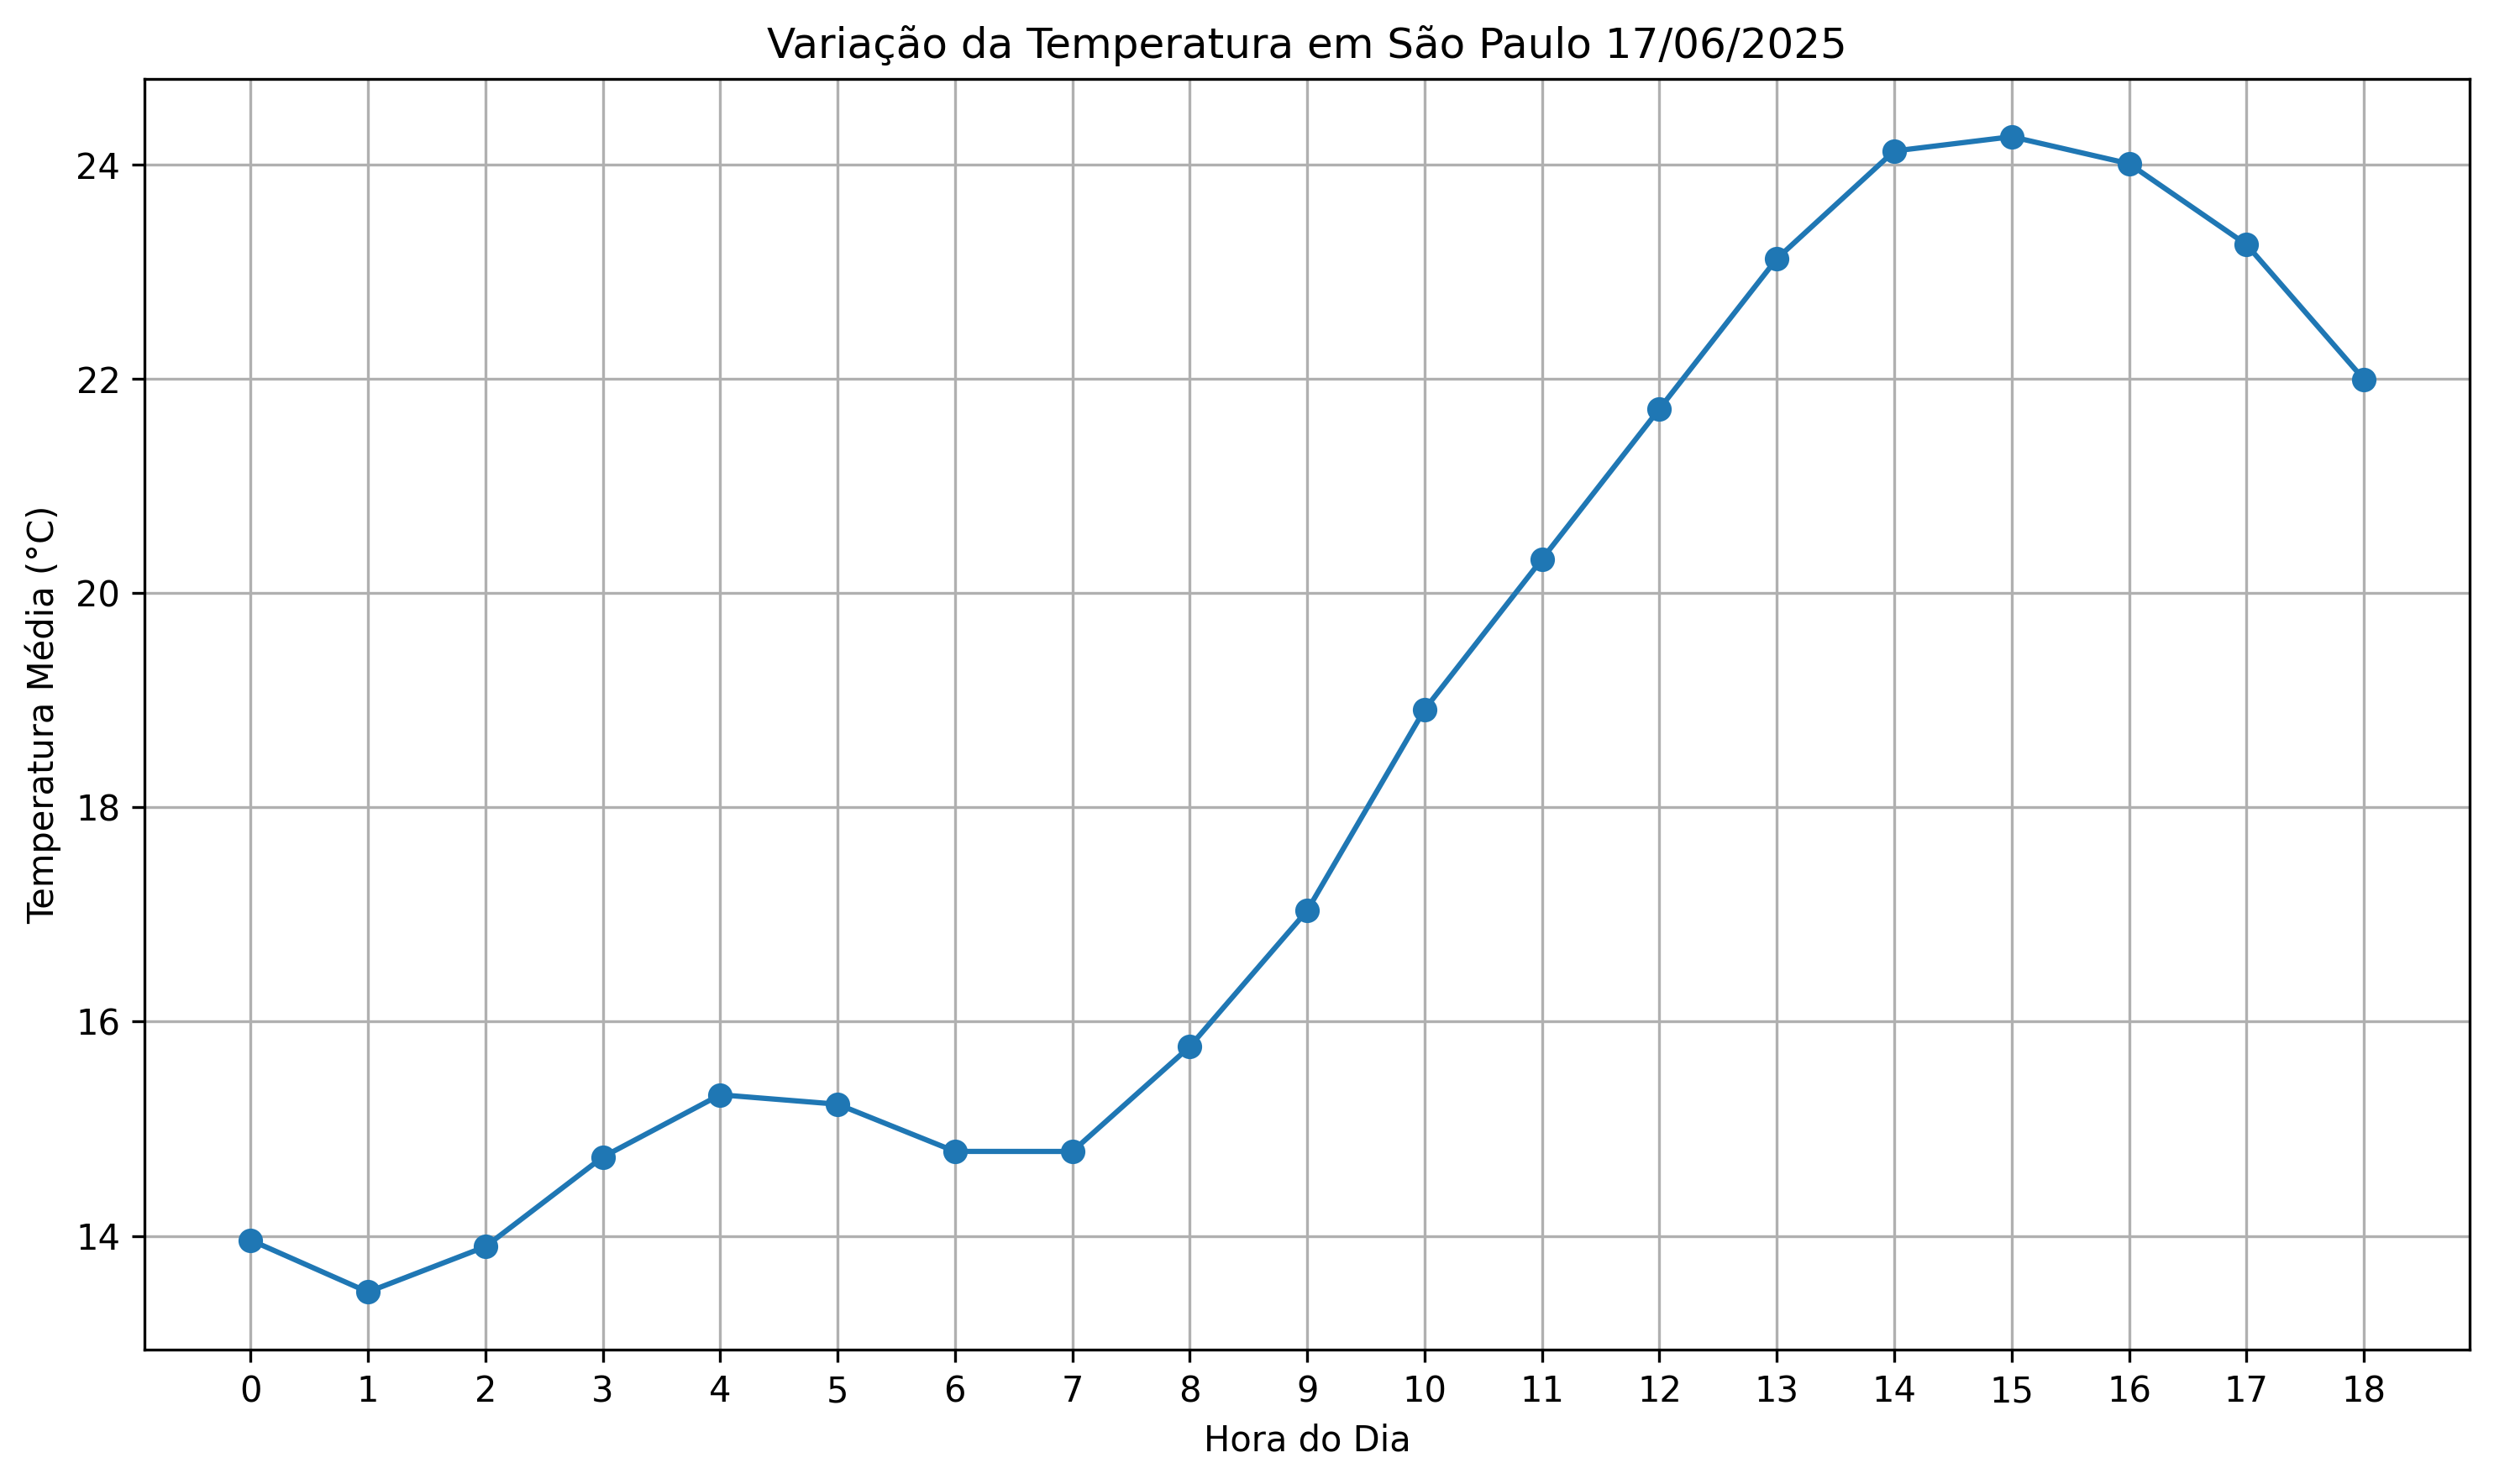 Variação da Temperatura em São Paulo 17/06/2025
Temperatura Média (°C)
24
22
20
18
16
14
0 1 2 3 4 5 6 7 8 9 10 11 12 13 14 15 16 17 18
Hora do Dia